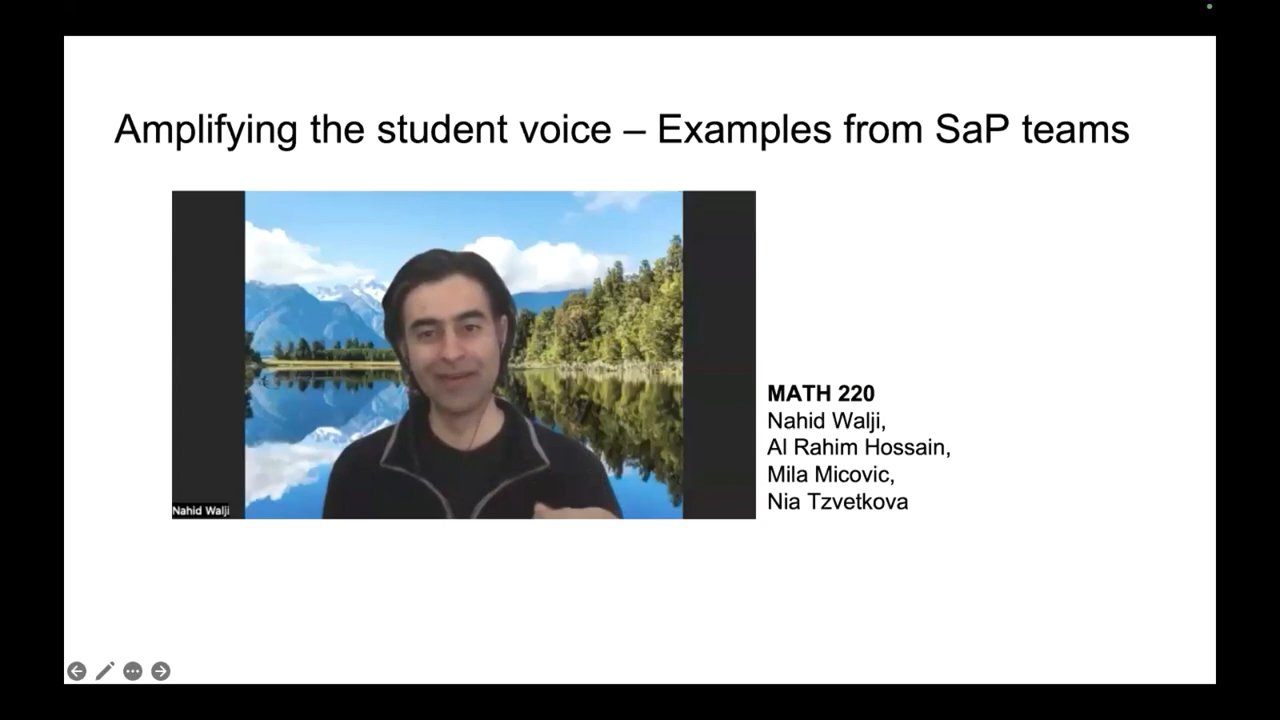 Amplifying the student voice – Examples from SaP teams
MATH 220
Nahid Walji,
Al Rahim Hossain,
Mila Micovic,
Nia Tzvetkova
Nahid Walji